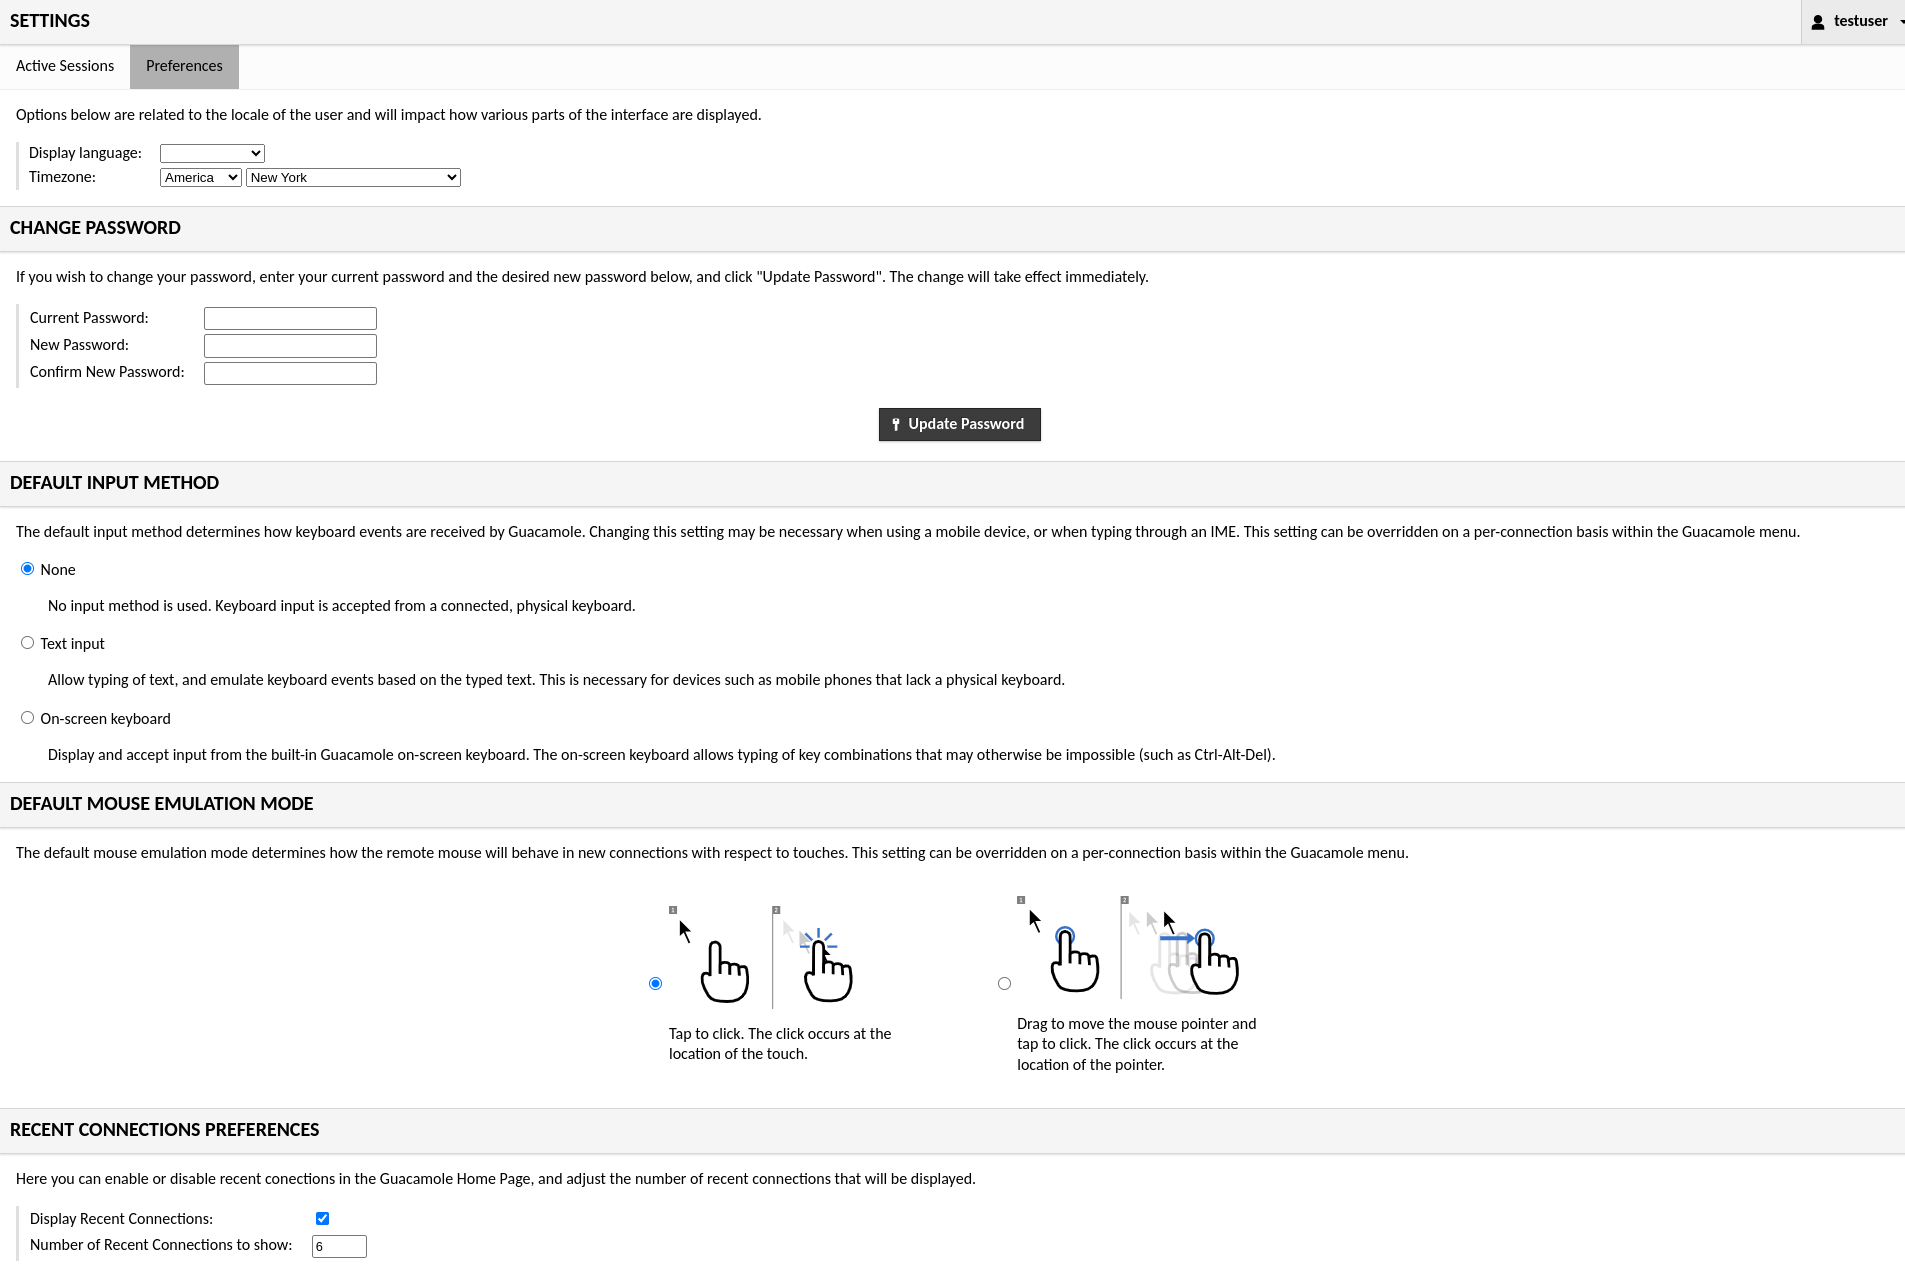 SETTINGS
testuser
Active Sessions
Preferences
Options below are related to the locale of the user and will impact how various parts of the interface are displayed.
Display language:
Timezone: America New York
CHANGE PASSWORD
If you wish to change your password, enter your current password and the desired new password below, and click "Update Password". The change will take effect immediately.
Current Password:
New Password:
Confirm New Password:
Update Password
DEFAULT INPUT METHOD
The default input method determines how keyboard events are received by Guacamole. Changing this setting may be necessary when using a mobile device, or when typing through an IME. This setting can be overridden on a per-connection basis within the Guacamole menu.
None
No input method is used. Keyboard input is accepted from a connected, physical keyboard.
Text input
Allow typing of text, and emulate keyboard events based on the typed text. This is necessary for devices such as mobile phones that lack a physical keyboard.
On-screen keyboard
Display and accept input from the built-in Guacamole on-screen keyboard. The on-screen keyboard allows typing of key combinations that may otherwise be impossible (such as Ctrl-Alt-Del).
DEFAULT MOUSE EMULATION MODE
The default mouse emulation mode determines how the remote mouse will behave in new connections with respect to touches. This setting can be overridden on a per-connection basis within the Guacamole menu.
1
2
Tap to click. The click occurs at the
location of the touch.
1
2
Drag to move the mouse pointer and
tap to click. The click occurs at the
location of the pointer.
RECENT CONNECTIONS PREFERENCES
Here you can enable or disable recent conections in the Guacamole Home Page, and adjust the number of recent connections that will be displayed.
Display Recent Connections:
Number of Recent Connections to show: 6